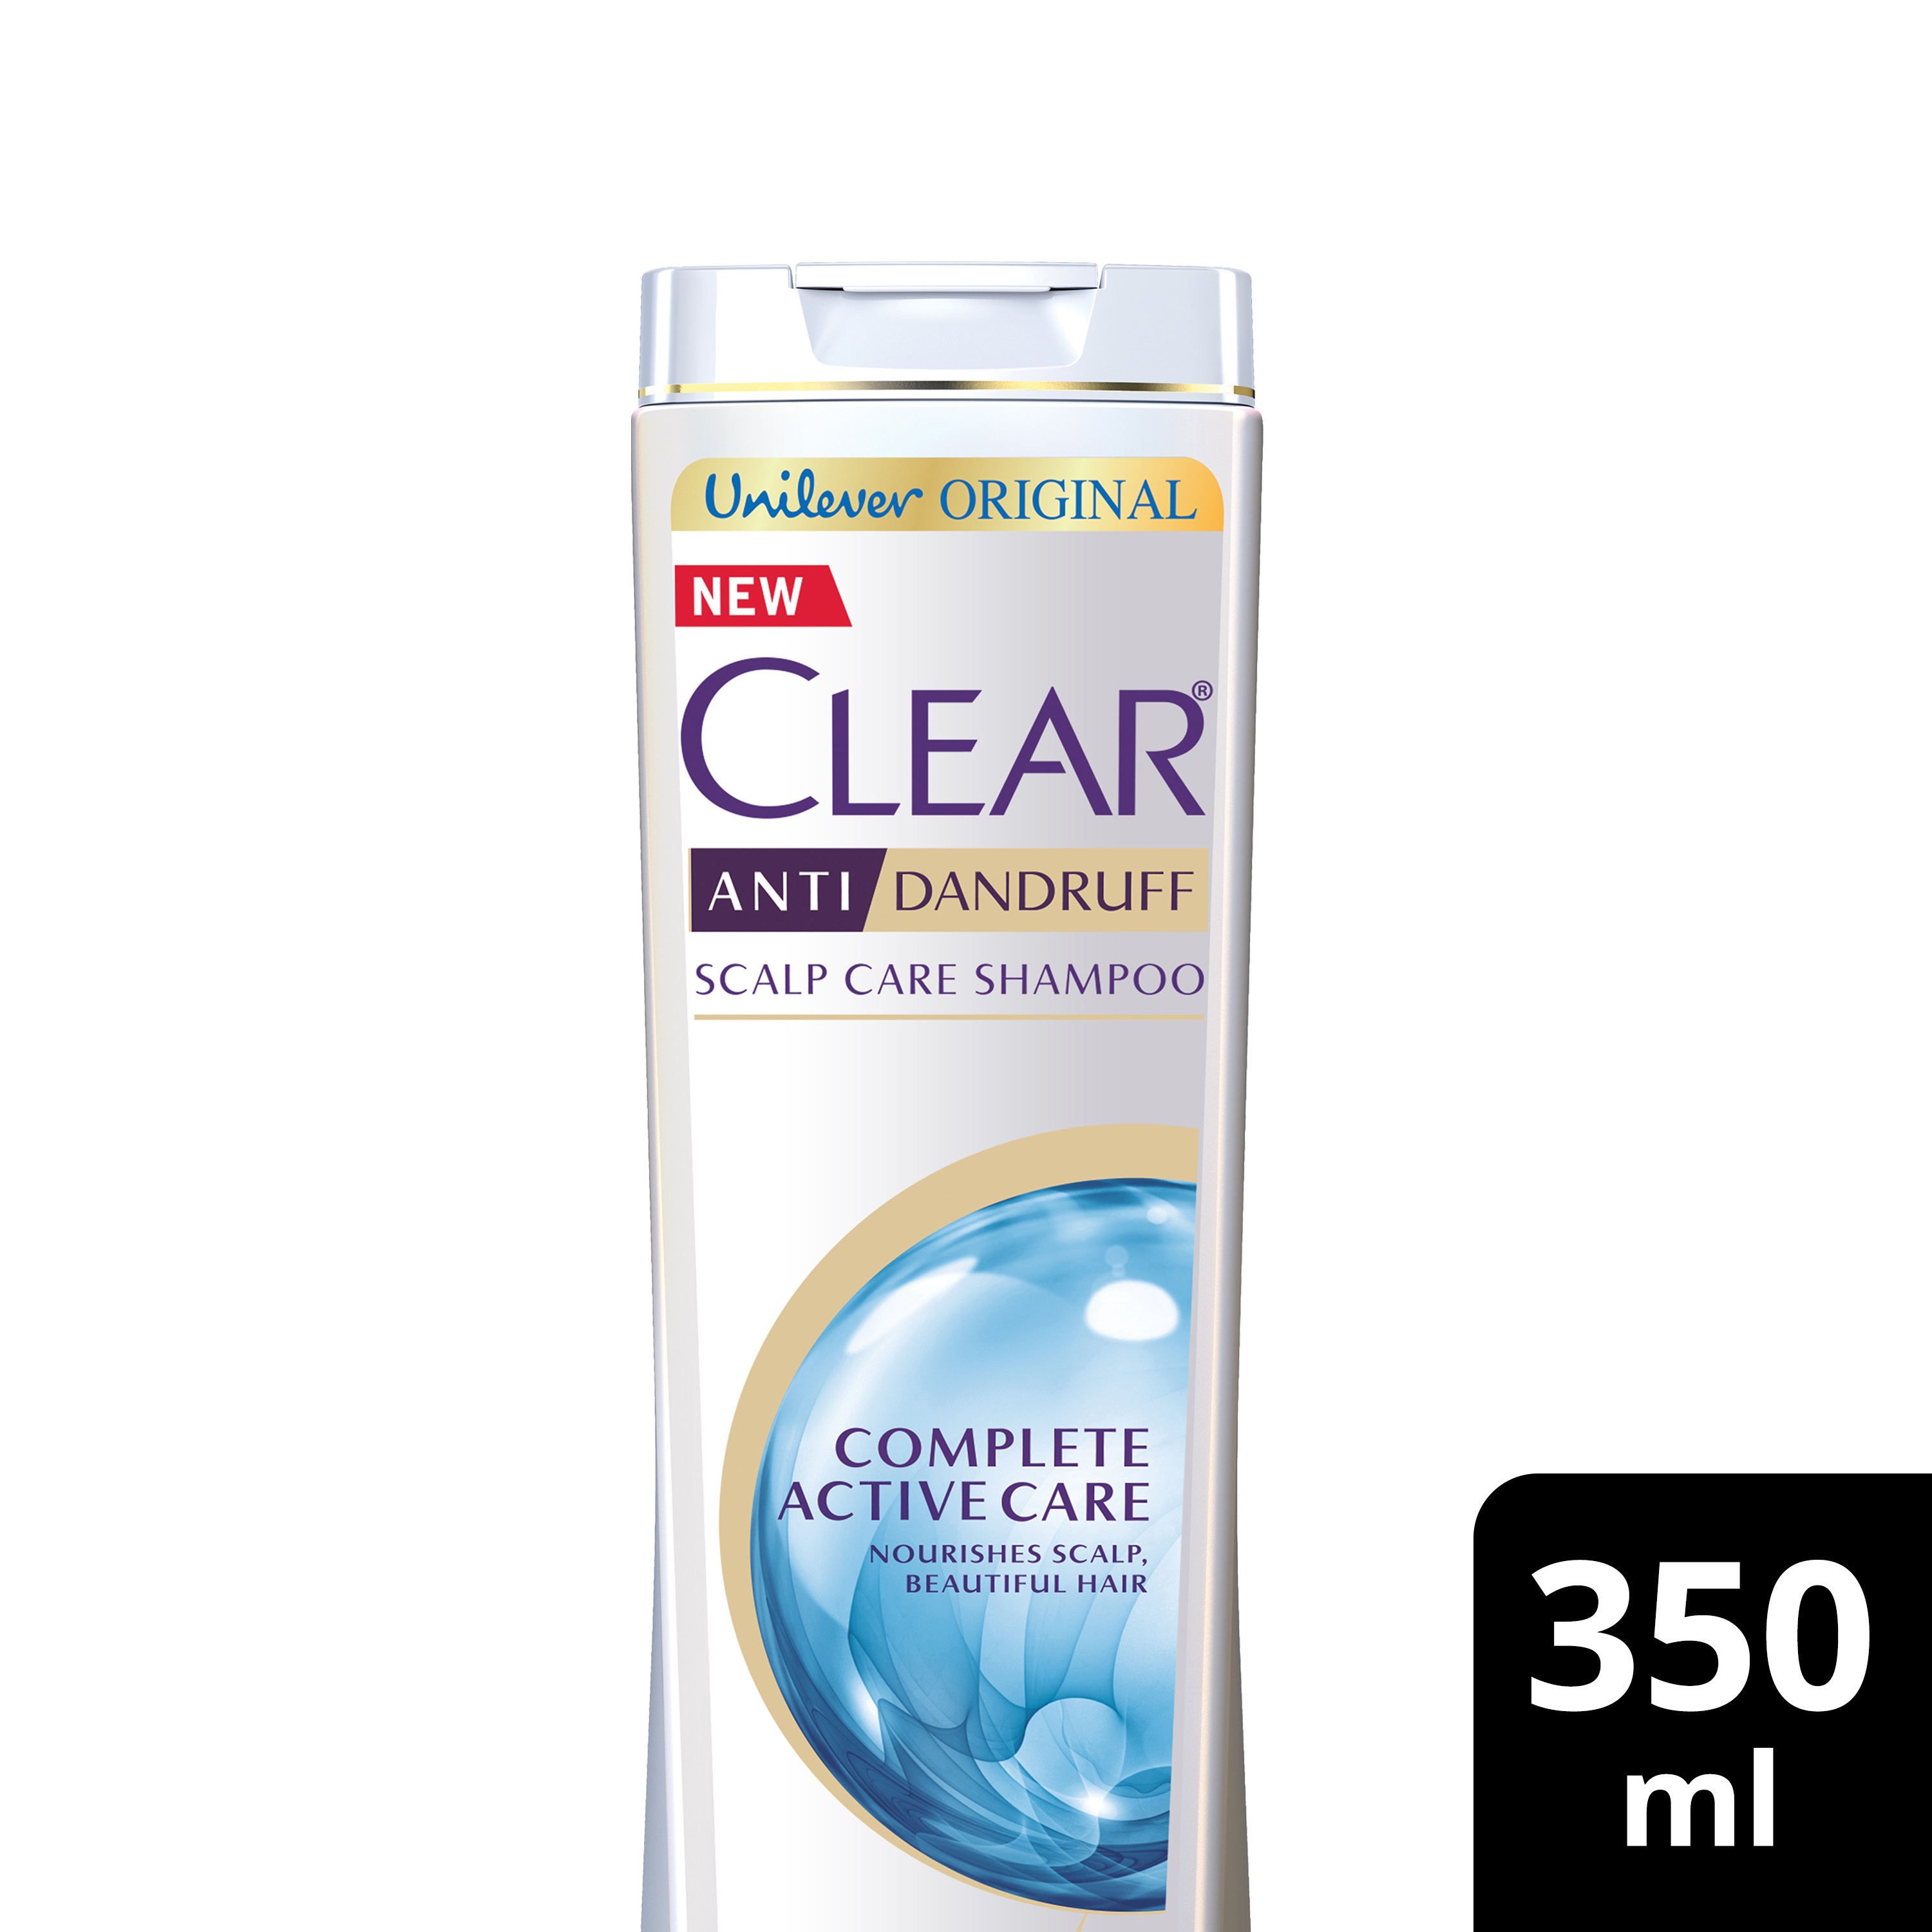 Unilever ORIGINAL
NEW
CLEAR®
ANTI DANDRUFF
SCALP CARE SHAMPOO
COMPLETE
ACTIVE CARE
NOURISHES SCALP,
BEAUTIFUL HAIR
350
ml